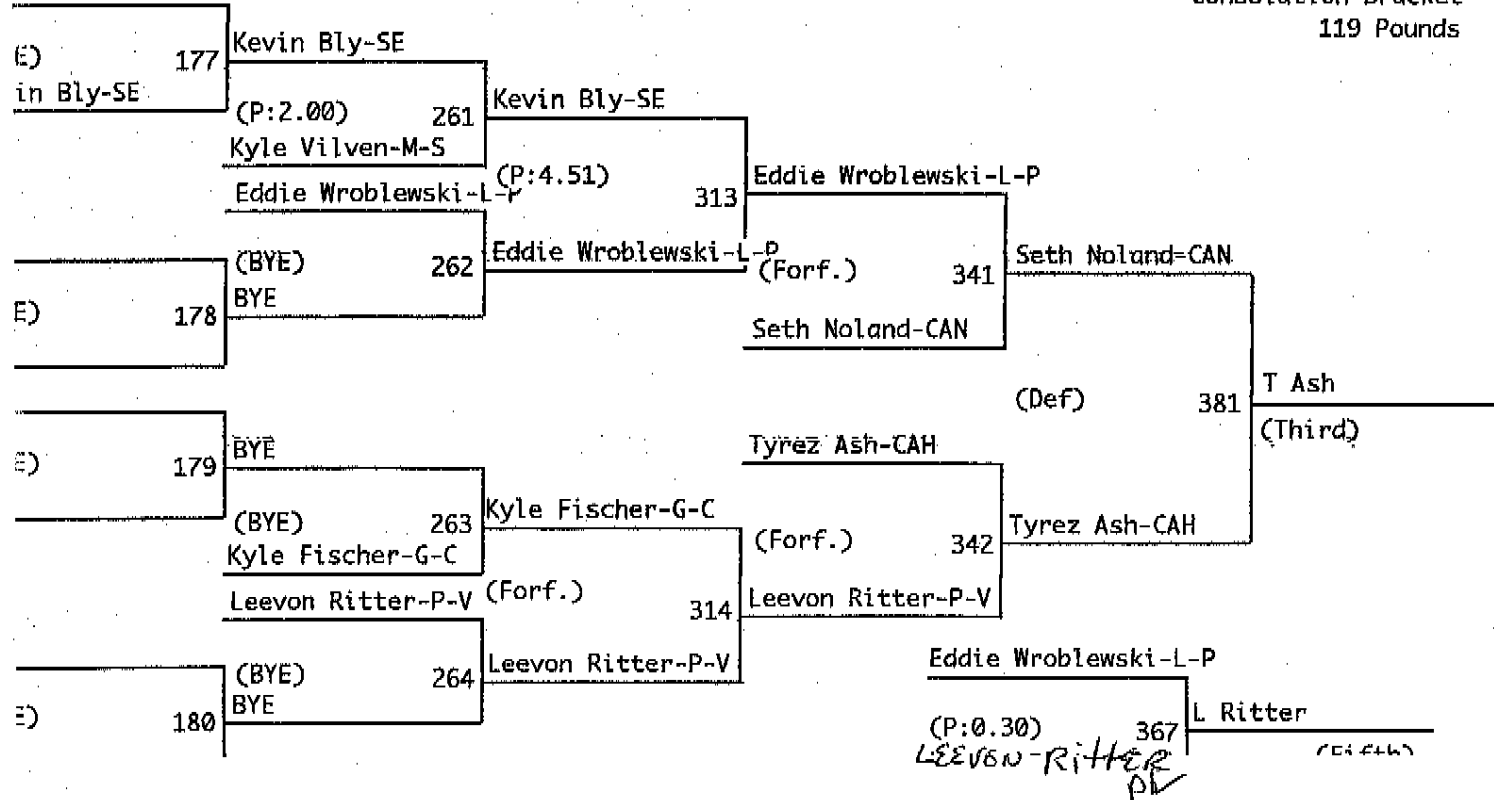 Consolation Bracket
119 Pounds
E)
177
Kevin Bly-SE
in Bly-SE
(P:2.00)
261
Kevin Bly-SE
Kyle Vilven-M-S
(P:4.51)
Eddie Wroblewski-L-P
313
Eddie Wroblewski-L-P
(BYE)
262
Eddie Wroblewski-L-P
(Forf.)
341
Seth Noland-CAN
E)
178
BYE
Seth Noland-CAN
(Def)
381
T Ash
(Third)
E)
179
BYE
Tyrez Ash-CAH
(BYE)
263
Kyle Fischer-G-C
(Forf.)
342
Tyrez Ash-CAH
Kyle Fischer-G-C
Leevon Ritter-P-V
(Forf.)
314
Leevon Ritter-P-V
(BYE)
264
Leevon Ritter-P-V
Eddie Wroblewski-L-P
E)
180
BYE
(P:0.30)
367
L Ritter
(Fifth)
LEEVON-RittER
PV